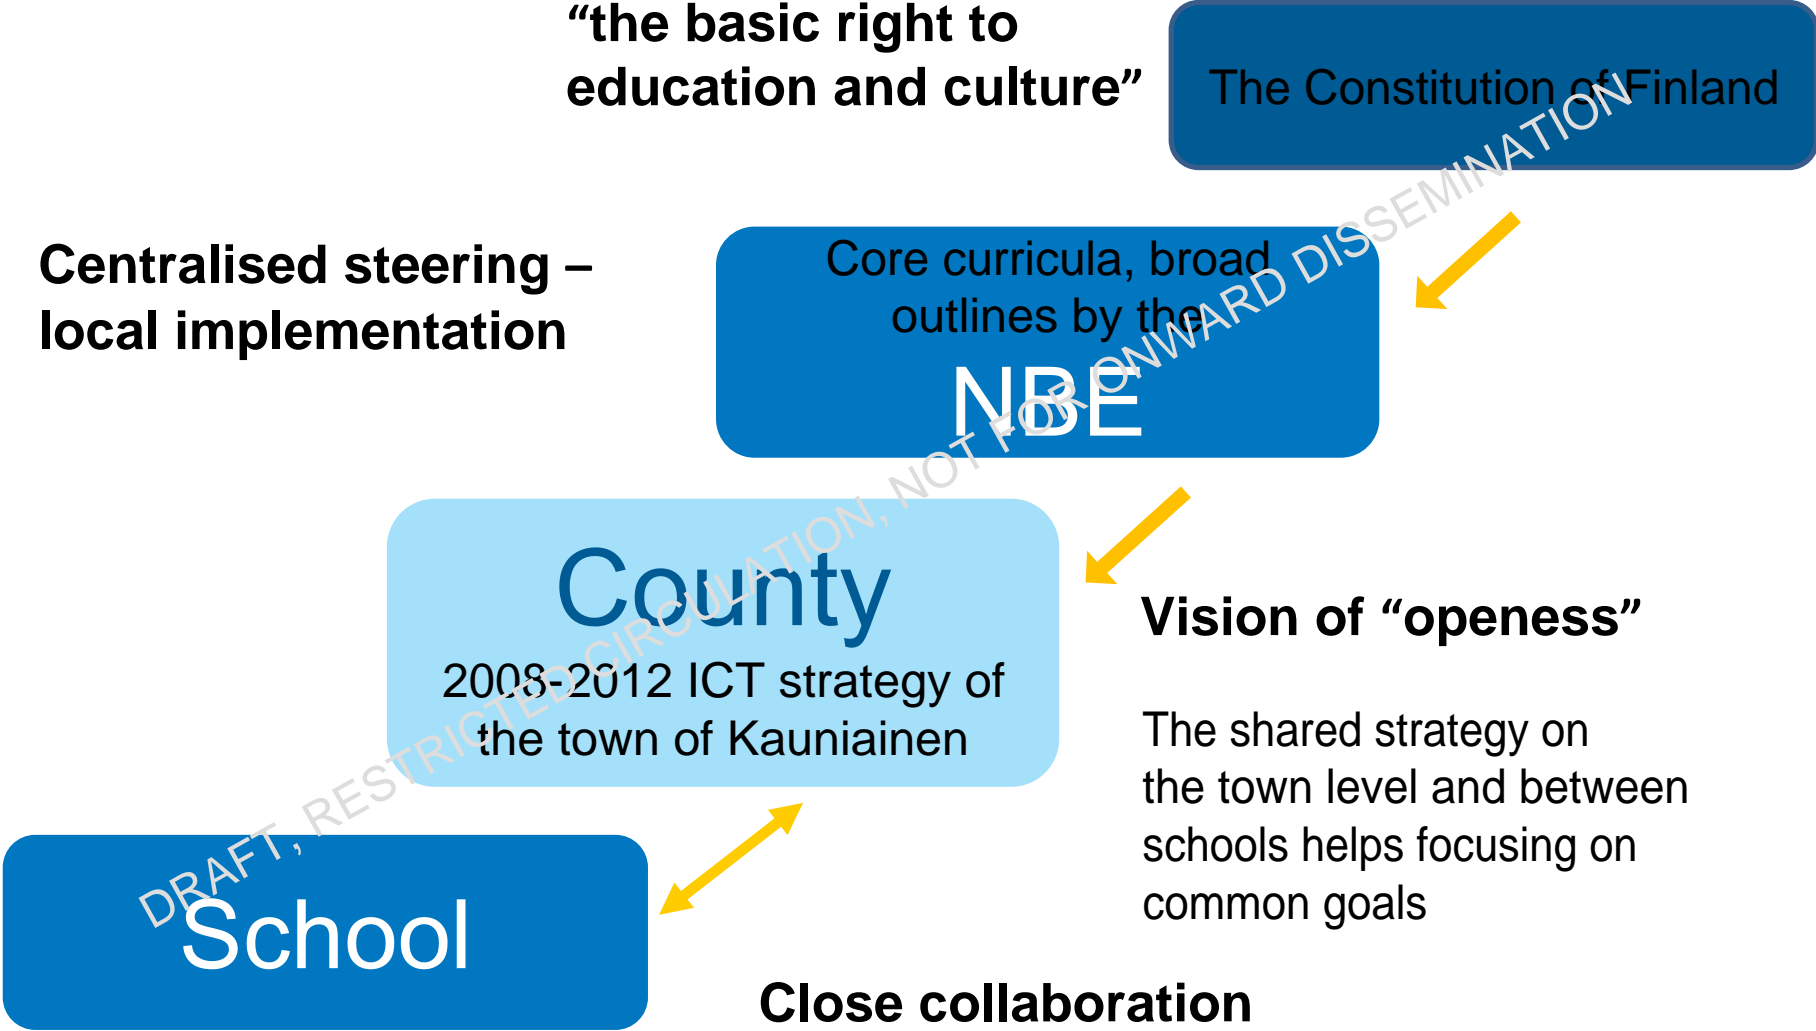 “the basic right to
education and culture”
The Constitution of Finland
Centralised steering –
local implementation
Core curricula, broad
outlines by the
NBE
County
2008-2012 ICT strategy of
the town of Kauniainen
Vision of “openess”
The shared strategy on
the town level and between
schools helps focusing on
common goals
School
Close collaboration
DRAFT, RESTRICTED CIRCULATION, NOT FOR ONWARD DISSEMINATION